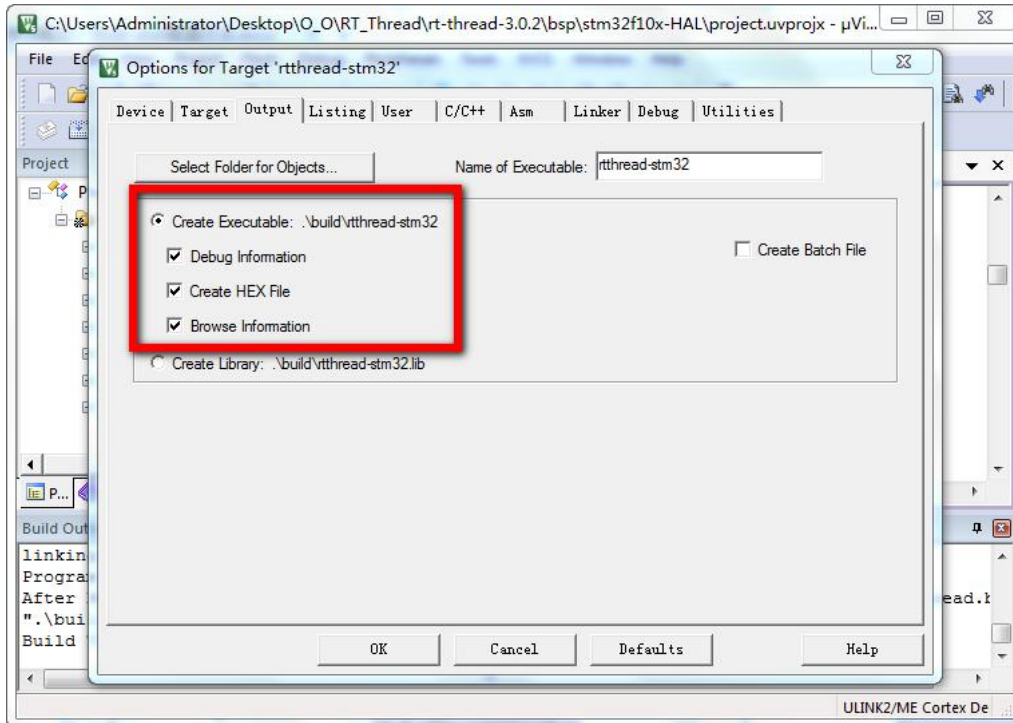 C:\Users\Administrator\Desktop\O_O\RT_Thread\rt-thread-3.0.2\bsp\stm32f10x-HAL\project.uvprojx - µVi...
File
Options for Target 'rtthread-stm32'
Device Target Output Listing User C/C++ Asm Linker Debug Utilities
Project
Select Folder for Objects... Name of Executable: rtthread-stm32
Create Executable: .\build\rtthread-stm32
Debug Information
Create HEX File
Browse Information
Create Batch File
Create Library: .\build\rtthread-stm32.lib
P...
Build Out
linkin
Progra
After
".\bui
Build
ead.b
OK Cancel Defaults Help
ULINK2/ME Cortex De